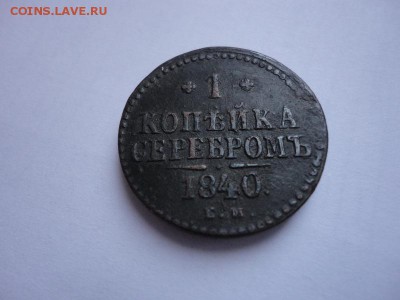 COINS.LAVE.RU
1
КОПѢЙКА
СЕРЕБРОМЪ
1840.
Е.М.